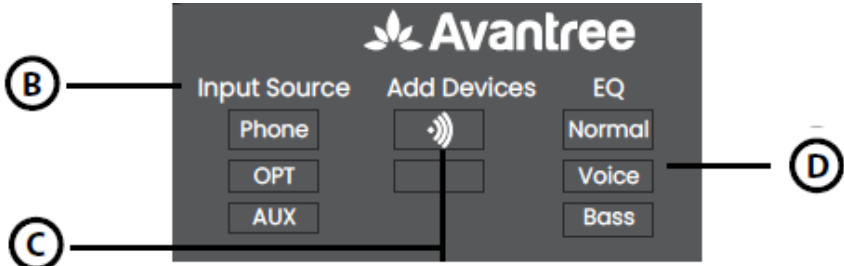 Avantree
B Input Source Add Devices EQ
Phone Normal
OPT Voice D
AUX Bass
C